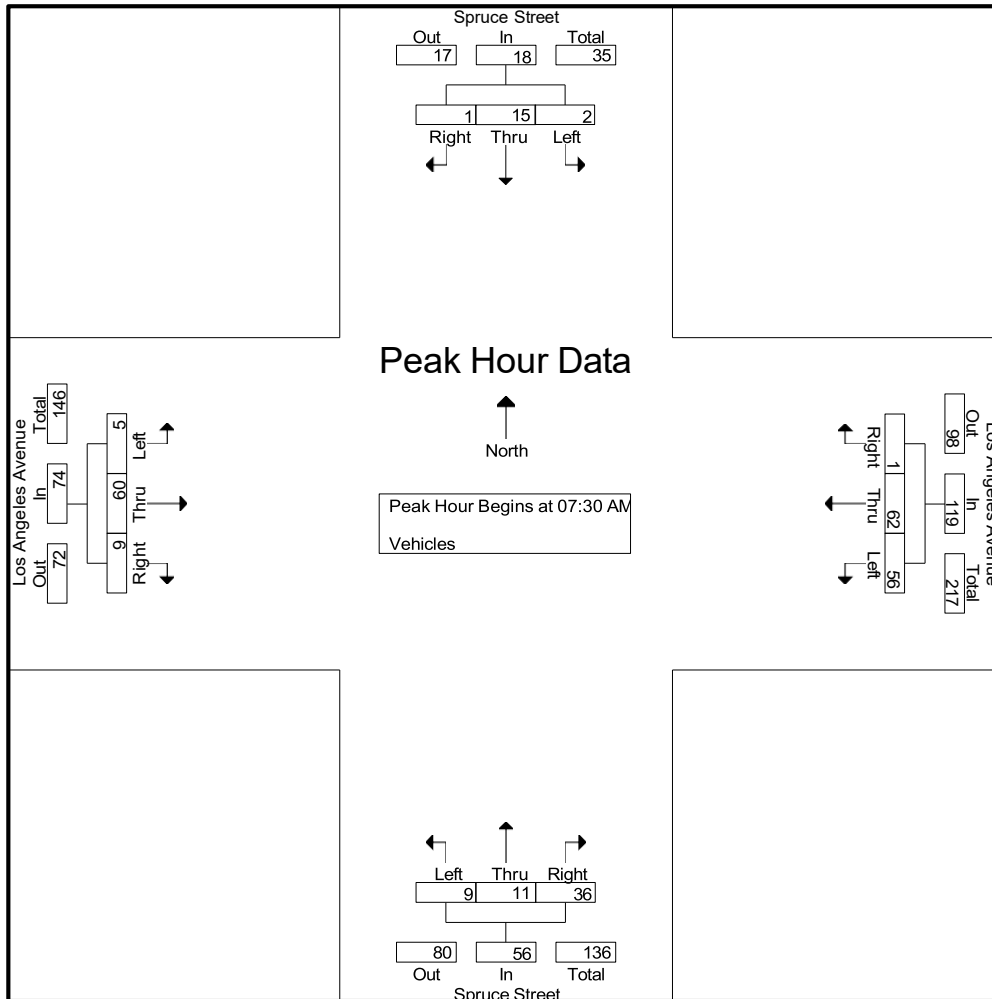 Spruce Street
Out In Total
17 18 35
1 15 2
Right Thru Left
Peak Hour Data
North
Peak Hour Begins at 07:30 AM
Vehicles
Los Angeles Avenue
Total In Out
146 74 72
5 60 9
Left Thru Right
Los Angeles Avenue
Out In Total
98 119 217
1 62 56
Right Thru Left
Left Thru Right
9 11 36
80 56 136
Out In Total
Spruce Street